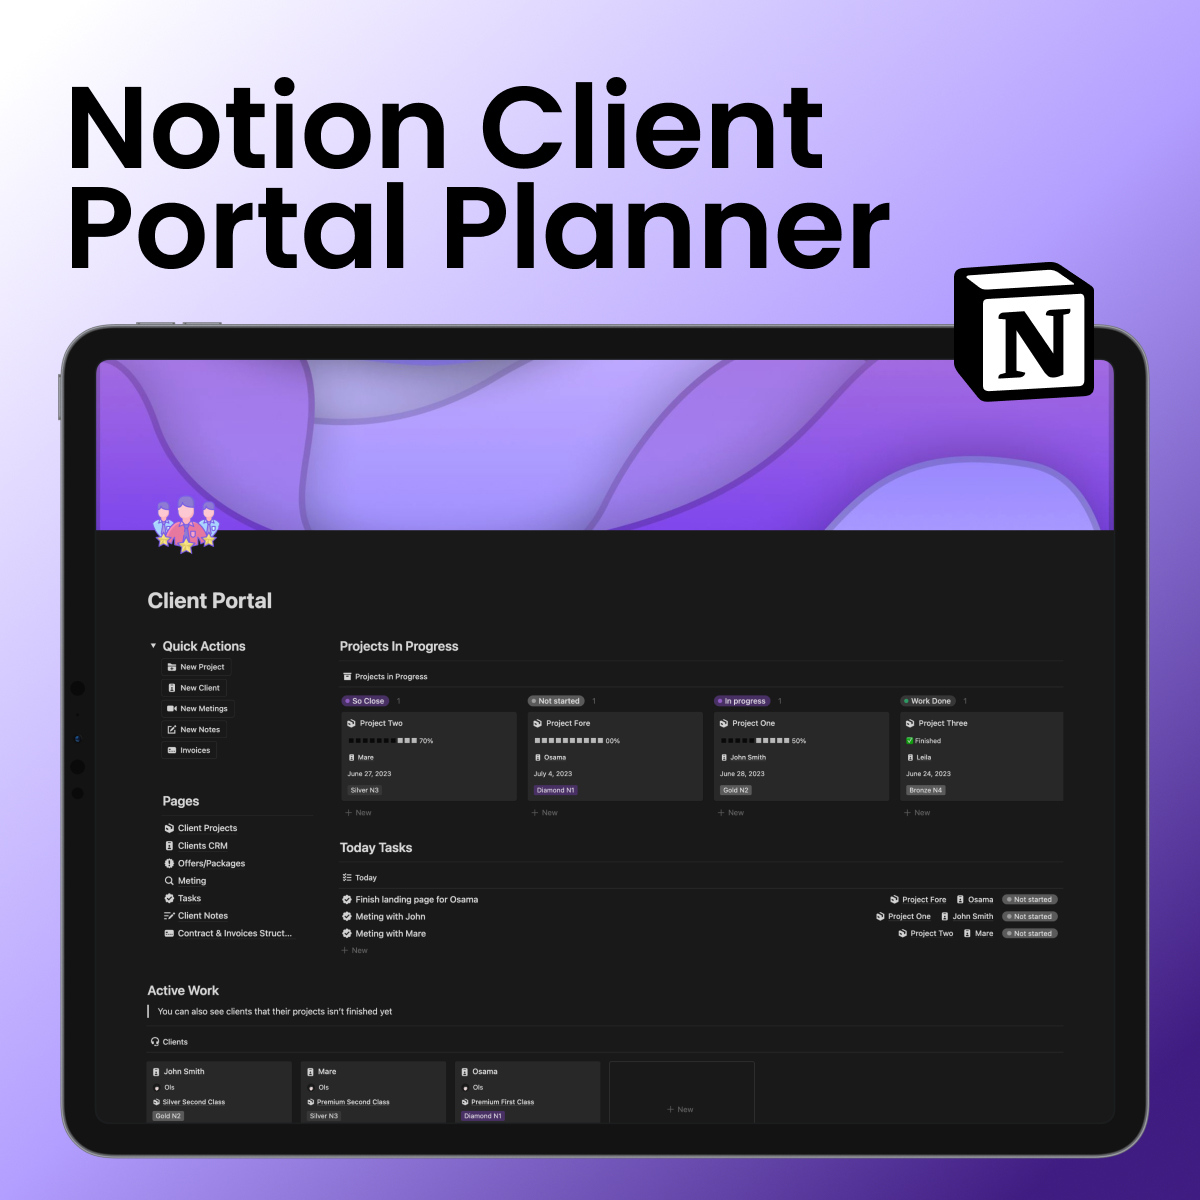 Notion Client
Portal Planner
N
Client Portal
Quick Actions
New Project
New Client
New Metings
New Notes
Invoices
Pages
Client Projects
Clients CRM
Offers/Packages
Meting
Tasks
Client Notes
Contract & Invoices Struct...
Projects In Progress
Projects in Progress
So Close 1
Project Two
70%
Mare
June 27, 2023
Silver N3
+ New
Not started 1
Project Fore
00%
Osama
July 4, 2023
Diamond N1
+ New
In progress 1
Project One
50%
John Smith
June 28, 2023
Gold N2
+ New
Work Done 1
Project Three
Finished
Leila
June 24, 2023
Bronze N4
+ New
Today Tasks
Today
Finish landing page for Osama Project Fore Osama Not started
Meting with John Project One John Smith Not started
Meting with Mare Project Two Mare Not started
+ New
Active Work
You can also see clients that their projects isn't finished yet
Clients
John Smith
Ols
Silver Second Class
Gold N2
Mare
Ols
Premium Second Class
Silver N3
Osama
Ols
Premium First Class
Diamond N1
+ New